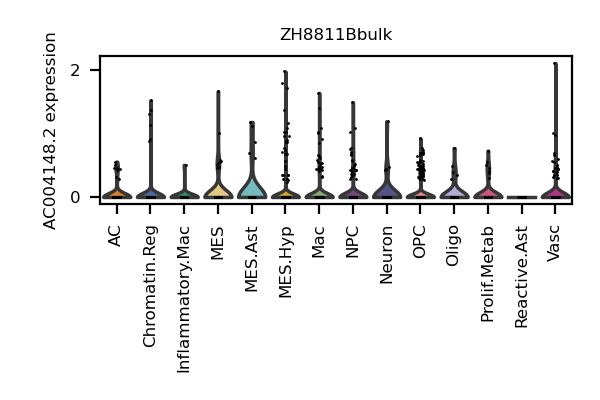 ZH8811Bbulk
AC004148.2 expression
2
0
AC
Chromatin.Reg
Inflammatory.Mac
MES
MES.Ast
MES.Hyp
Mac
NPC
Neuron
OPC
Oligo
Prolif.Metab
Reactive.Ast
Vasc